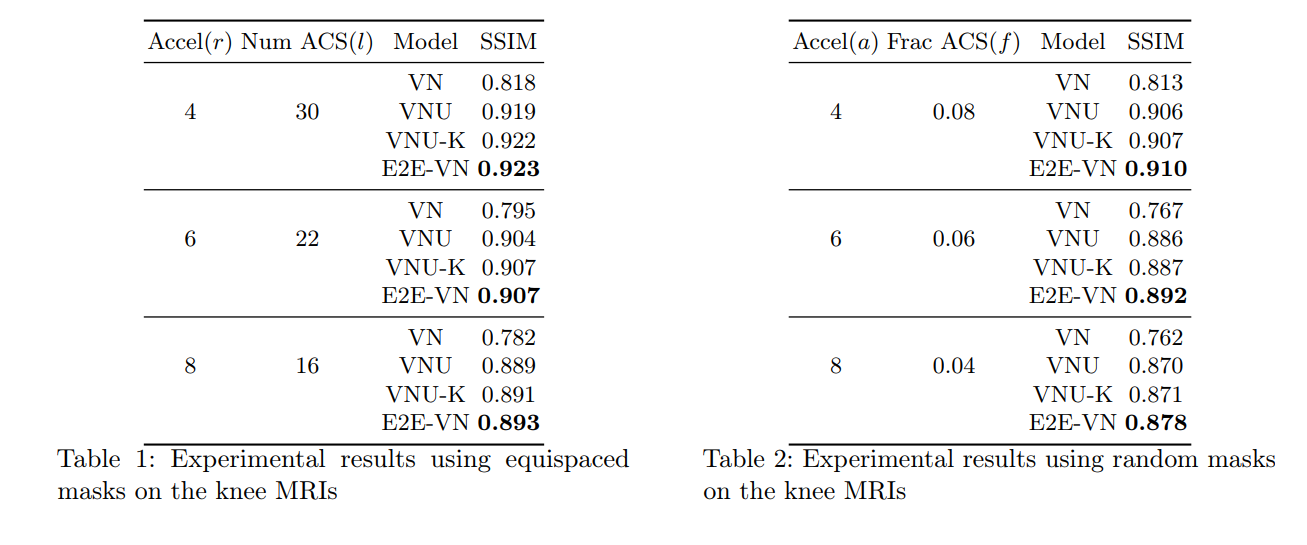 Accel(r) Num ACS(l) Model SSIM
VN 0.818
4 30 VNU 0.919
VNU-K 0.922
E2E-VN 0.923
VN 0.795
6 22 VNU 0.904
VNU-K 0.907
E2E-VN 0.907
VN 0.782
8 16 VNU 0.889
VNU-K 0.891
E2E-VN 0.893
Table 1: Experimental results using equispaced
masks on the knee MRIs
Accel(a) Frac ACS(f) Model SSIM
VN 0.813
4 0.08 VNU 0.906
VNU-K 0.907
E2E-VN 0.910
VN 0.767
6 0.06 VNU 0.886
VNU-K 0.887
E2E-VN 0.892
VN 0.762
8 0.04 VNU 0.870
VNU-K 0.871
E2E-VN 0.878
Table 2: Experimental results using random masks
on the knee MRIs